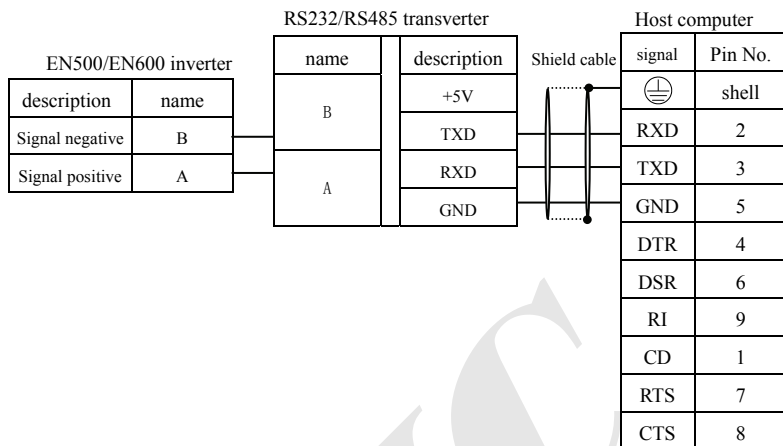 RS232/RS485 transverter
Host computer
EN500/EN600 inverter
name description
Shield cable
signal Pin No.
description name
B
+5V
shell
Signal negative B
TXD
RXD 2
Signal positive A
A
RXD
TXD 3
GND
GND 5
DTR 4
DSR 6
RI 9
CD 1
RTS 7
CTS 8